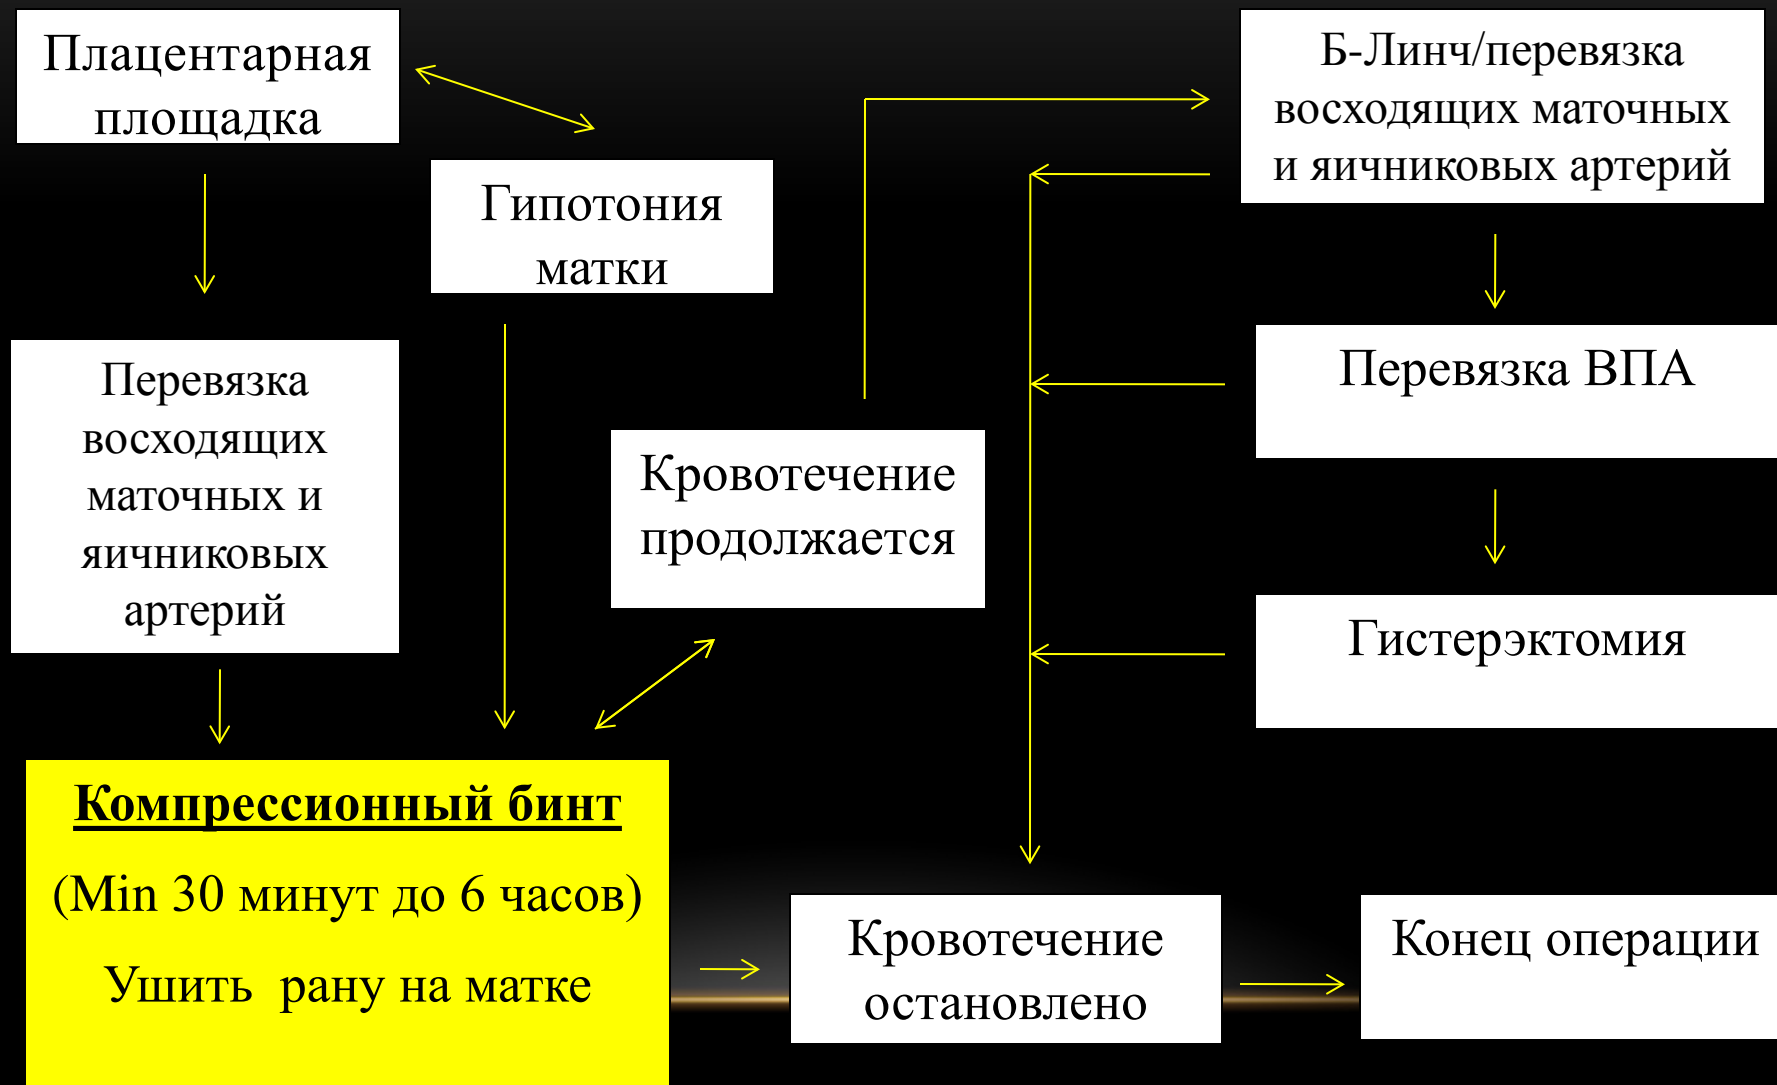 Плацентарная
площадка
Гипотония
матки
Перевязка
восходящих
маточных и
яичниковых
артерий
Компрессионный бинт
(Min 30 минут до 6 часов)
Ушить рану на матке
Кровотечение
продолжается
Б-Линч/перевязка
восходящих маточных
и яичниковых артерий
Перевязка ВПА
Гистерэктомия
Кровотечение
остановлено
Конец операции